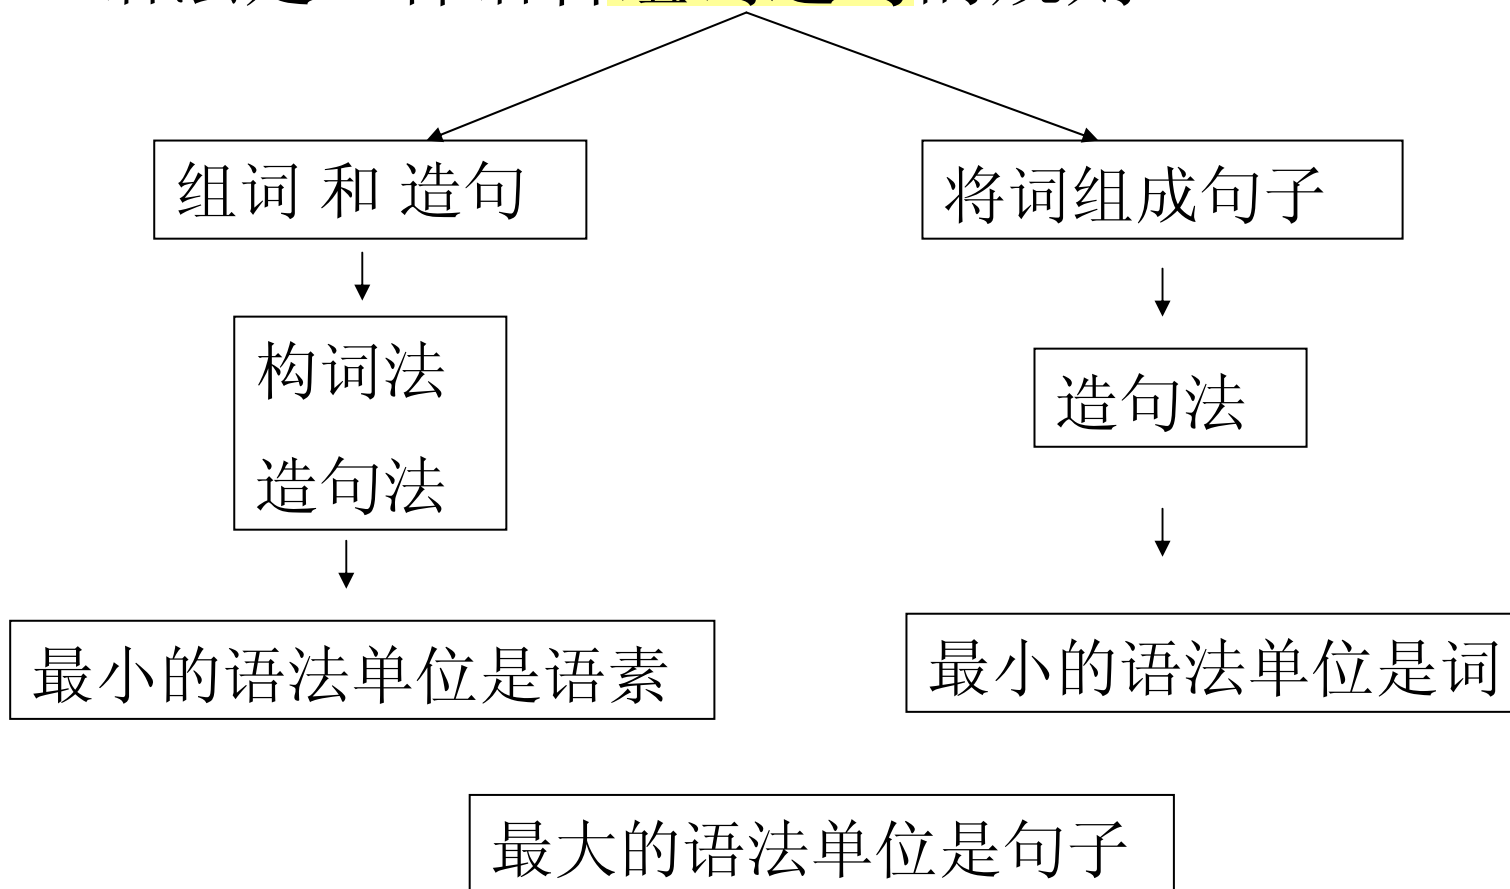 组词 和 造句
将词组成句子
构词法
造句法
造句法
最小的语法单位是语素
最小的语法单位是词
最大的语法单位是句子